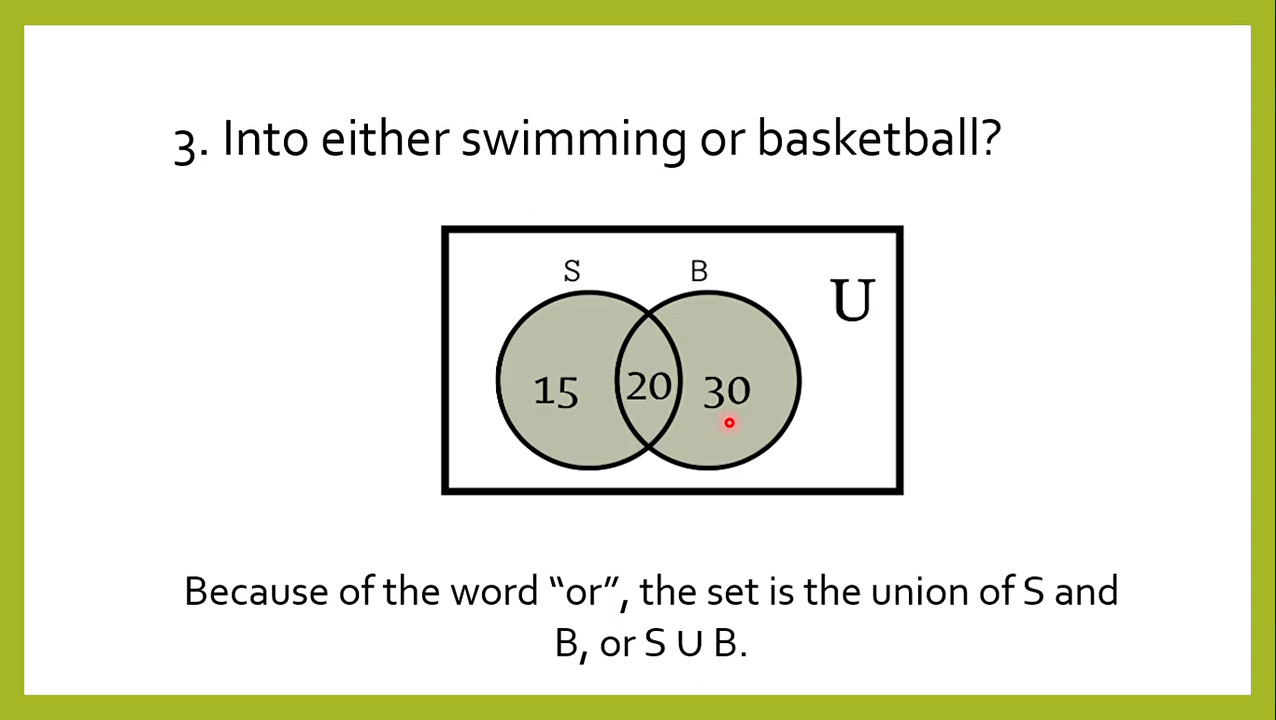 3. Into either swimming or basketball?
S B
U
15 20 30
Because of the word “or”, the set is the union of S and
B, or S U B.